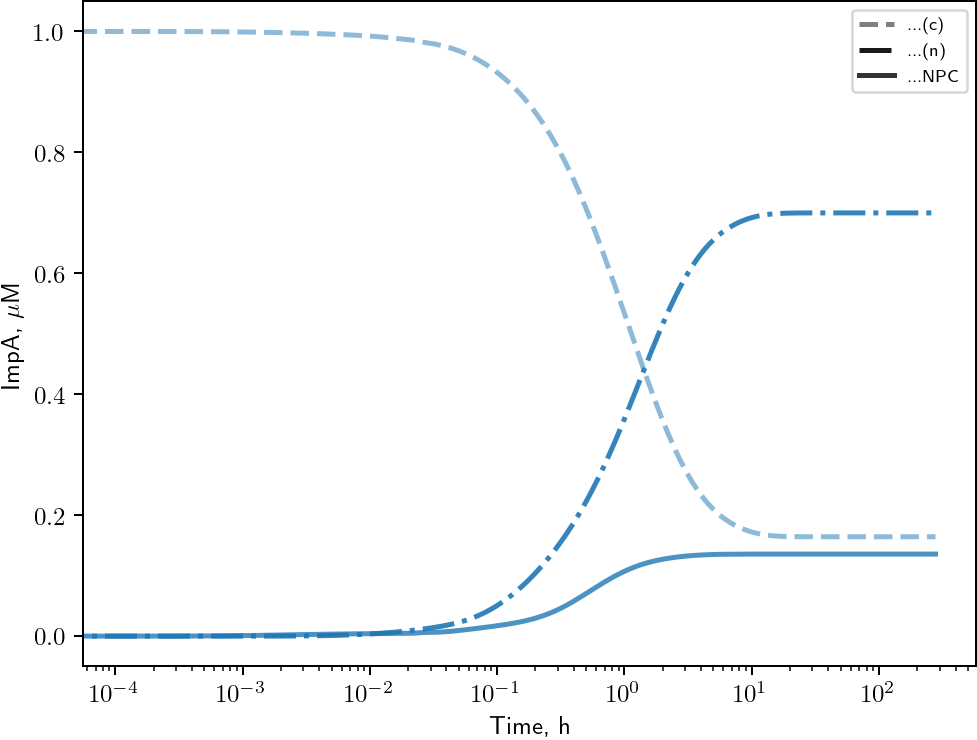 ...(c)
...(n)
...NPC
1.0
0.8
0.6
0.4
0.2
0.0
ImpA, μM
10⁻⁴ 10⁻³ 10⁻² 10⁻¹ 10⁰ 10¹ 10²
Time, h